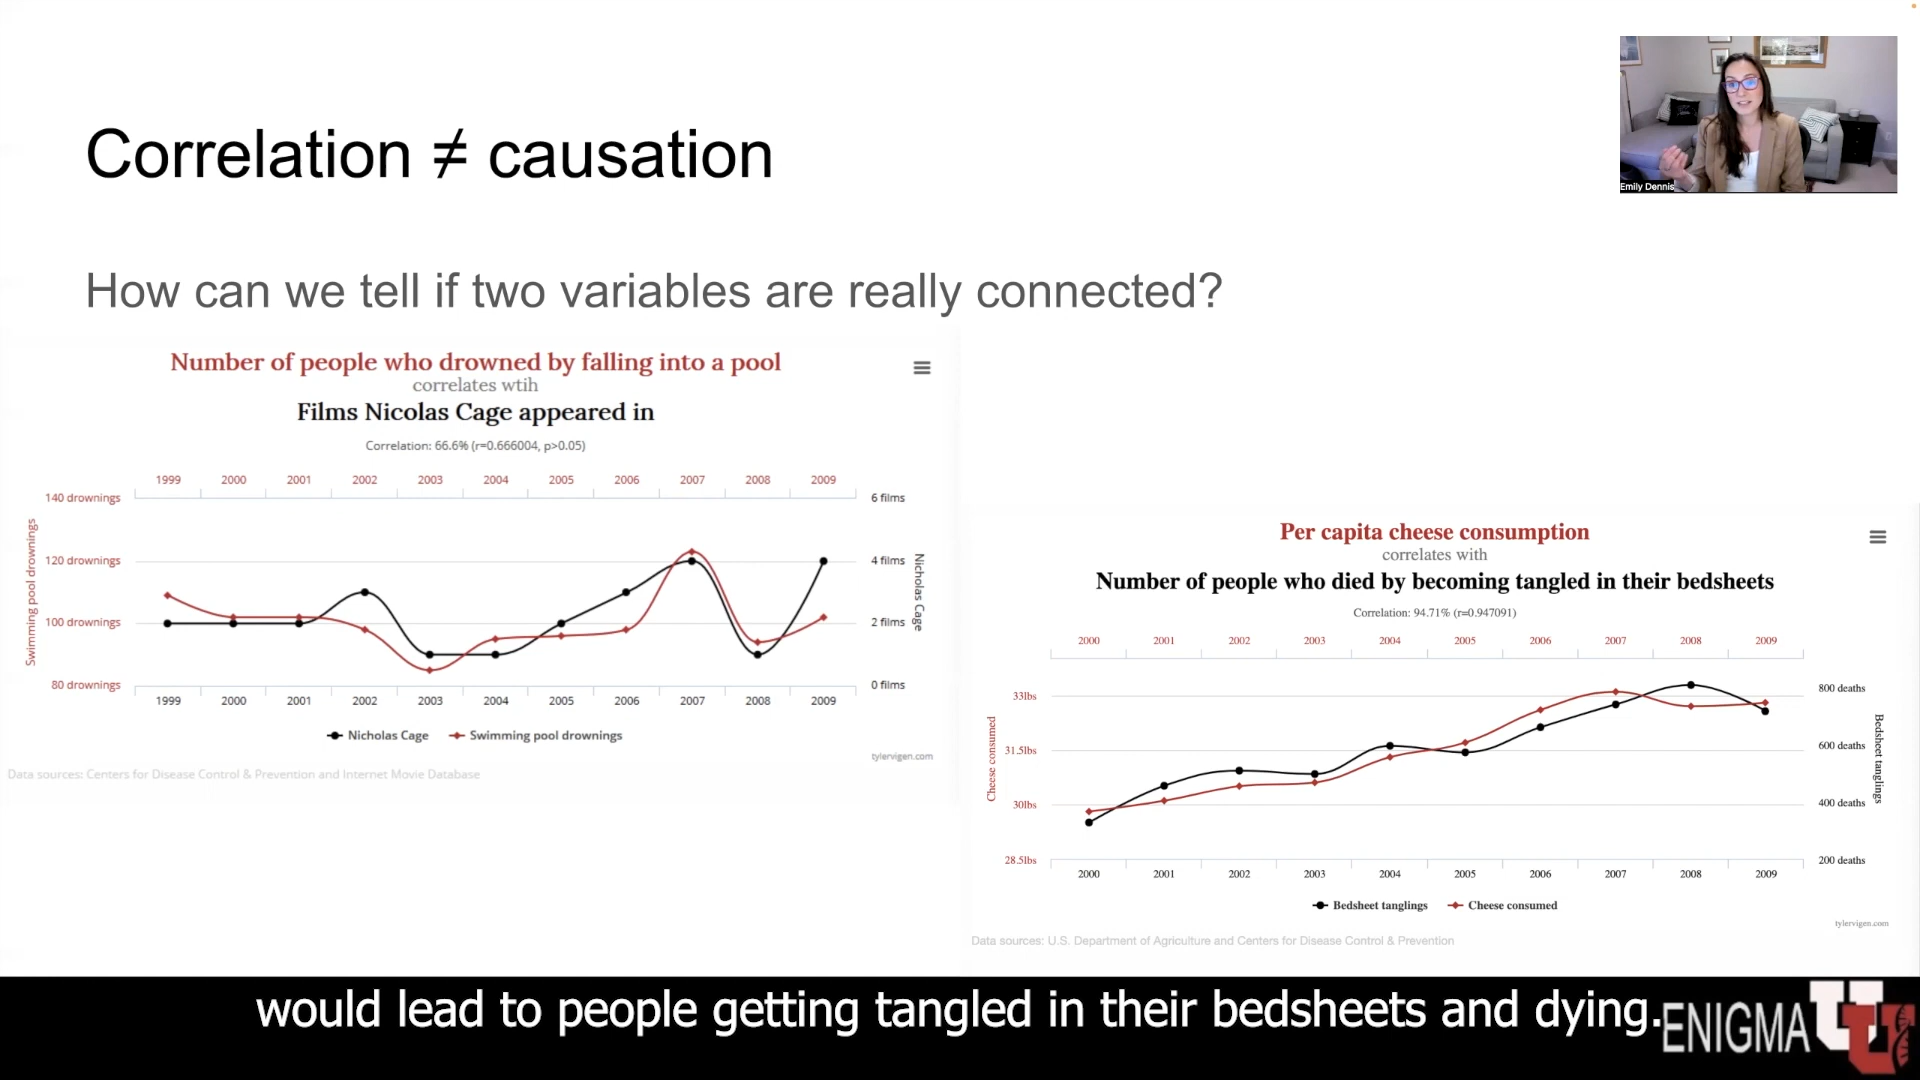 Correlation ≠ causation
Emily Dennis
How can we tell if two variables are really connected?
Number of people who drowned by falling into a pool
correlates wtih
Films Nicolas Cage appeared in
Correlation: 66.6% (r=0.666004, p>0.05)
1999 2000 2001 2002 2003 2004 2005 2006 2007 2008 2009
140 drownings 6 films
120 drownings 4 films
100 drownings 2 films
80 drownings 0 films
Swimming pool drownings
Nicholas Cage
1999 2000 2001 2002 2003 2004 2005 2006 2007 2008 2009
Nicholas Cage Swimming pool drownings
tylervigen.com
Data sources: Centers for Disease Control & Prevention and Internet Movie Database
Per capita cheese consumption
correlates with
Number of people who died by becoming tangled in their bedsheets
Correlation: 94.71% (r=0.947091)
2000 2001 2002 2003 2004 2005 2006 2007 2008 2009
33lbs 800 deaths
31.5lbs 600 deaths
30lbs 400 deaths
28.5lbs 200 deaths
Cheese consumed
Bedsheet tanglings
2000 2001 2002 2003 2004 2005 2006 2007 2008 2009
Bedsheet tanglings Cheese consumed
tylervigen.com
Data sources: U.S. Department of Agriculture and Centers for Disease Control & Prevention
would lead to people getting tangled in their bedsheets and dying.
ENIGMA U